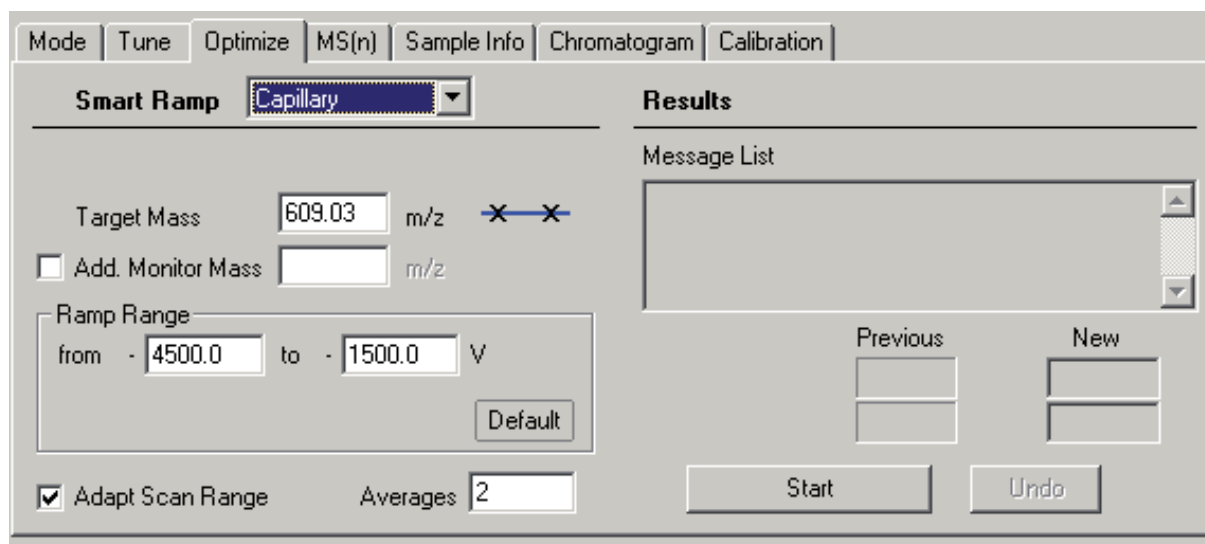 Mode Tune Optimize MS(n) Sample Info Chromatogram Calibration
Smart Ramp Capillary
Results
Message List
Target Mass 609.03 m/z
Add. Monitor Mass m/z
Ramp Range
from - 4500.0 to - 1500.0 V
Default
Previous New
Adapt Scan Range Averages 2
Start Undo